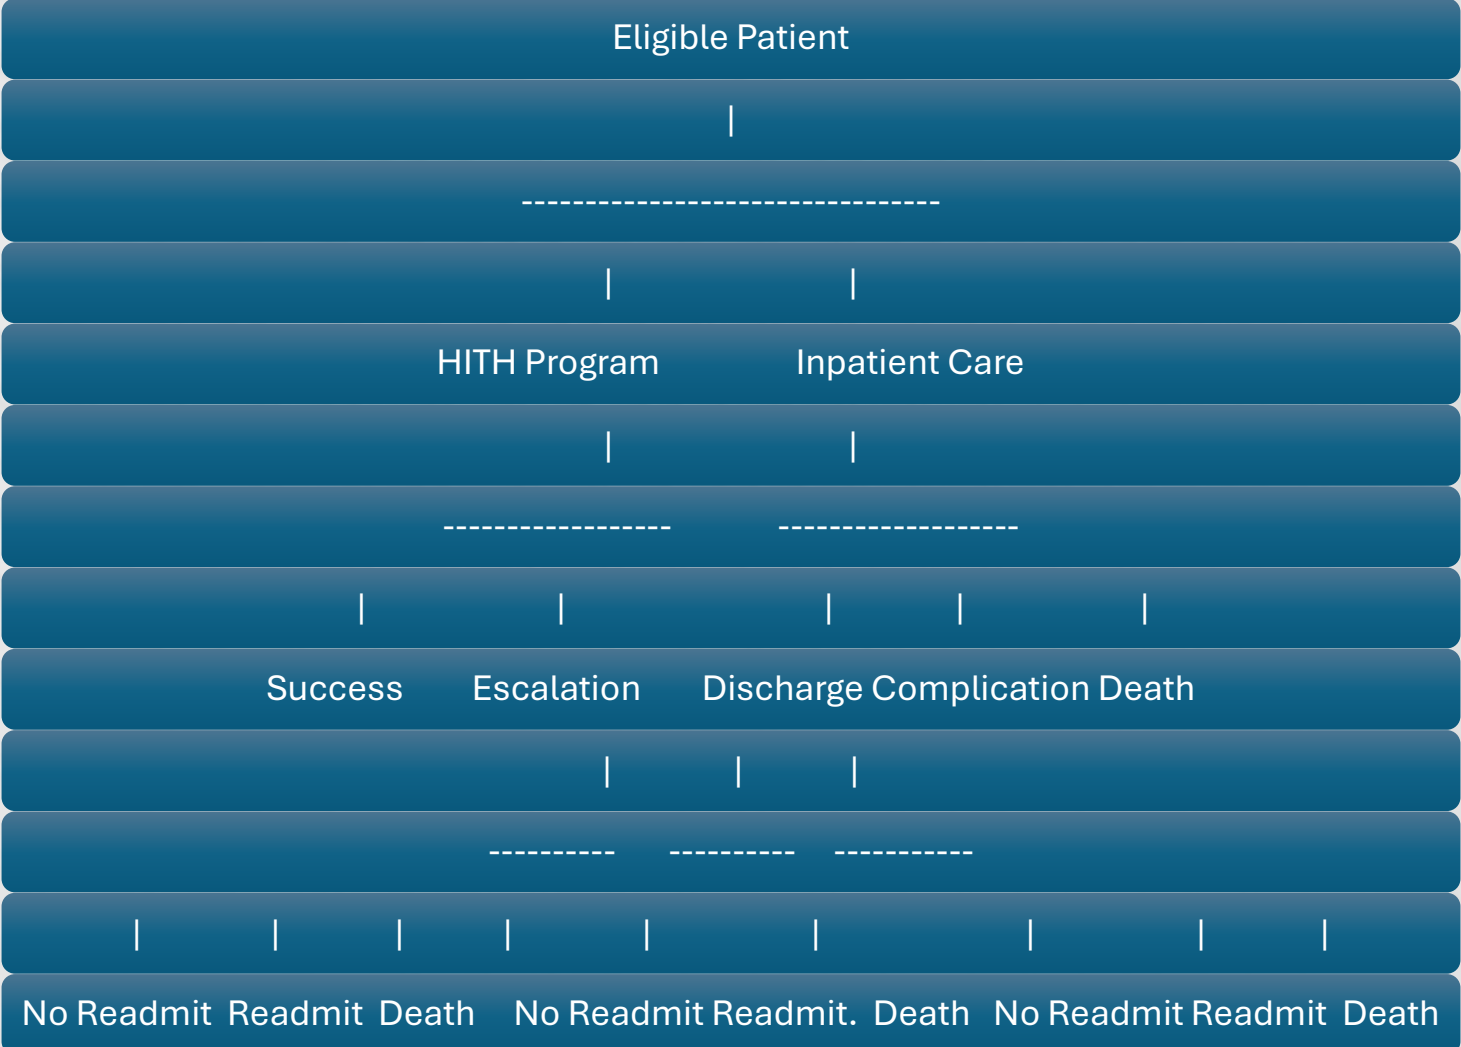 Eligible Patient
|
---------------------------------
| |
HITH Program Inpatient Care
| |
------------------ -------------------
| | | | |
Success Escalation Discharge Complication Death
| | |
---------- ---------- -----------
| | | | | | | | |
No Readmit Readmit Death No Readmit Readmit. Death No Readmit Readmit Death